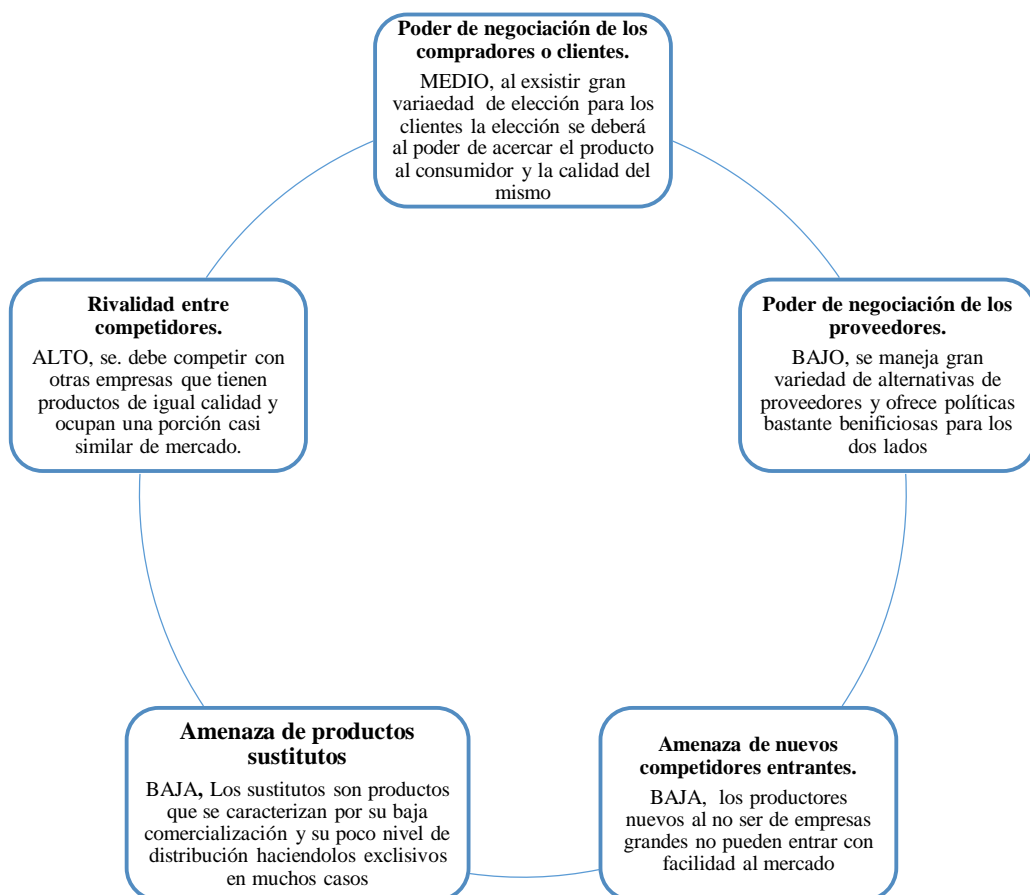 Poder de negociación de los
compradores o clientes.
MEDIO, al exsistir gran
variaedad de elección para los
clientes la elección se deberá
al poder de acercar el producto
al consumidor y la calidad del
mismo
Rivalidad entre
competidores.
ALTO, se. debe competir con
otras empresas que tienen
productos de igual calidad y
ocupan una porción casi
similar de mercado.
Poder de negociación de los
proveedores.
BAJO, se maneja gran
variedad de alternativas de
proveedores y ofrece políticas
bastante benificiosas para los
dos lados
Amenaza de productos
sustitutos
BAJA, Los sustitutos son productos
que se caracterizan por su baja
comercialización y su poco nivel de
distribución haciendolos exclisivos
en muchos casos
Amenaza de nuevos
competidores entrantes.
BAJA, los productores
nuevos al no ser de empresas
grandes no pueden entrar con
facilidad al mercado